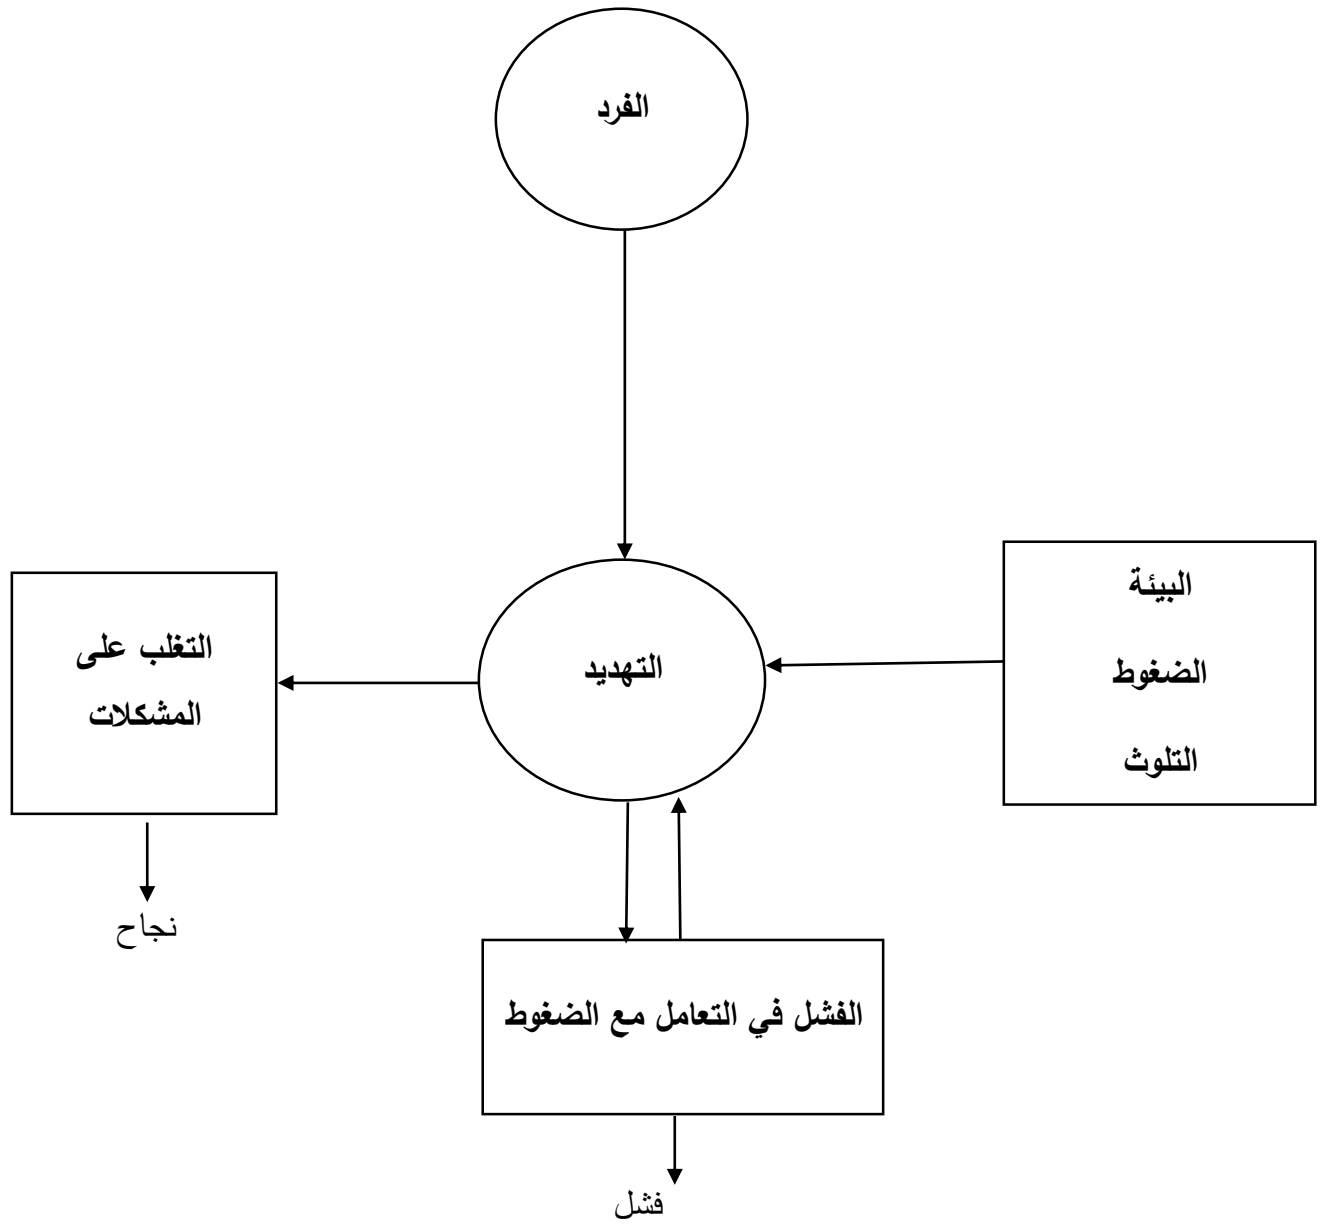 الفرد
البيئة
الضغوط
التلوث
التهديد
التغلب على
المشكلات
نجاح
الفشل في التعامل مع الضغوط
فشل